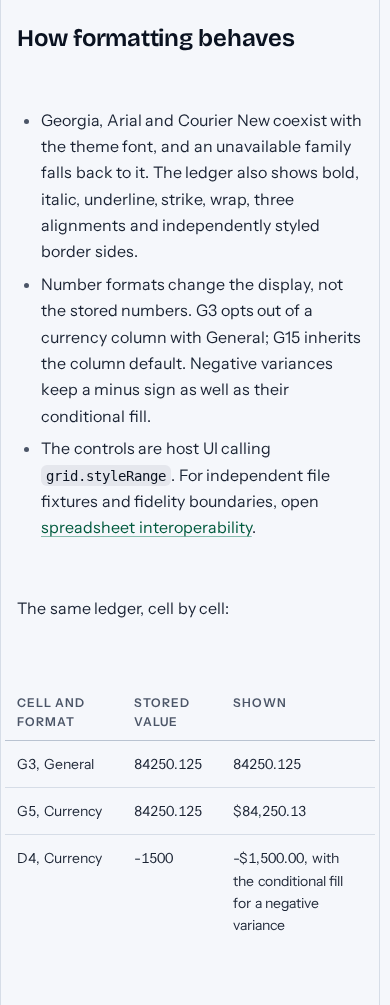 How formatting behaves
• Georgia, Arial and Courier New coexist with
the theme font, and an unavailable family
falls back to it. The ledger also shows bold,
italic, underline, strike, wrap, three
alignments and independently styled
border sides.
• Number formats change the display, not
the stored numbers. G3 opts out of a
currency column with General; G15 inherits
the column default. Negative variances
keep a minus sign as well as their
conditional fill.
• The controls are host UI calling
grid.styleRange. For independent file
fixtures and fidelity boundaries, open
spreadsheet interoperability.
The same ledger, cell by cell:
CELL AND FORMAT STORED VALUE SHOWN
G3, General 84250.125 84250.125
G5, Currency 84250.125 $84,250.13
D4, Currency -1500 -$1,500.00, with
the conditional fill
for a negative
variance